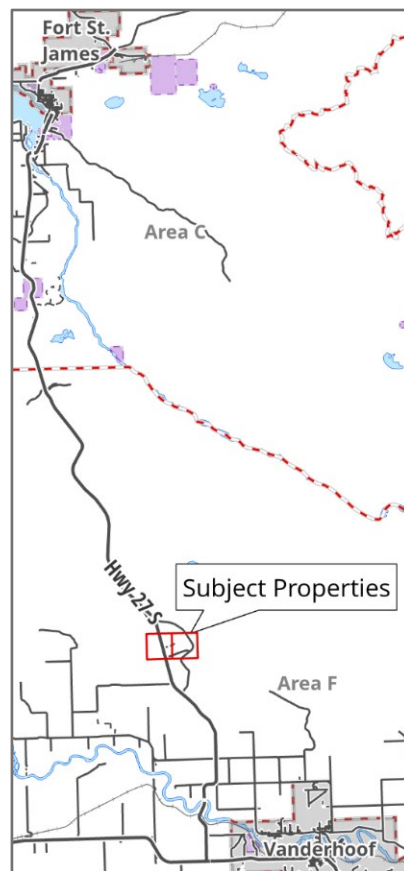 Fort St.
James
Area C
Hwy-27-S
Subject Properties
Area F
Vanderhoof